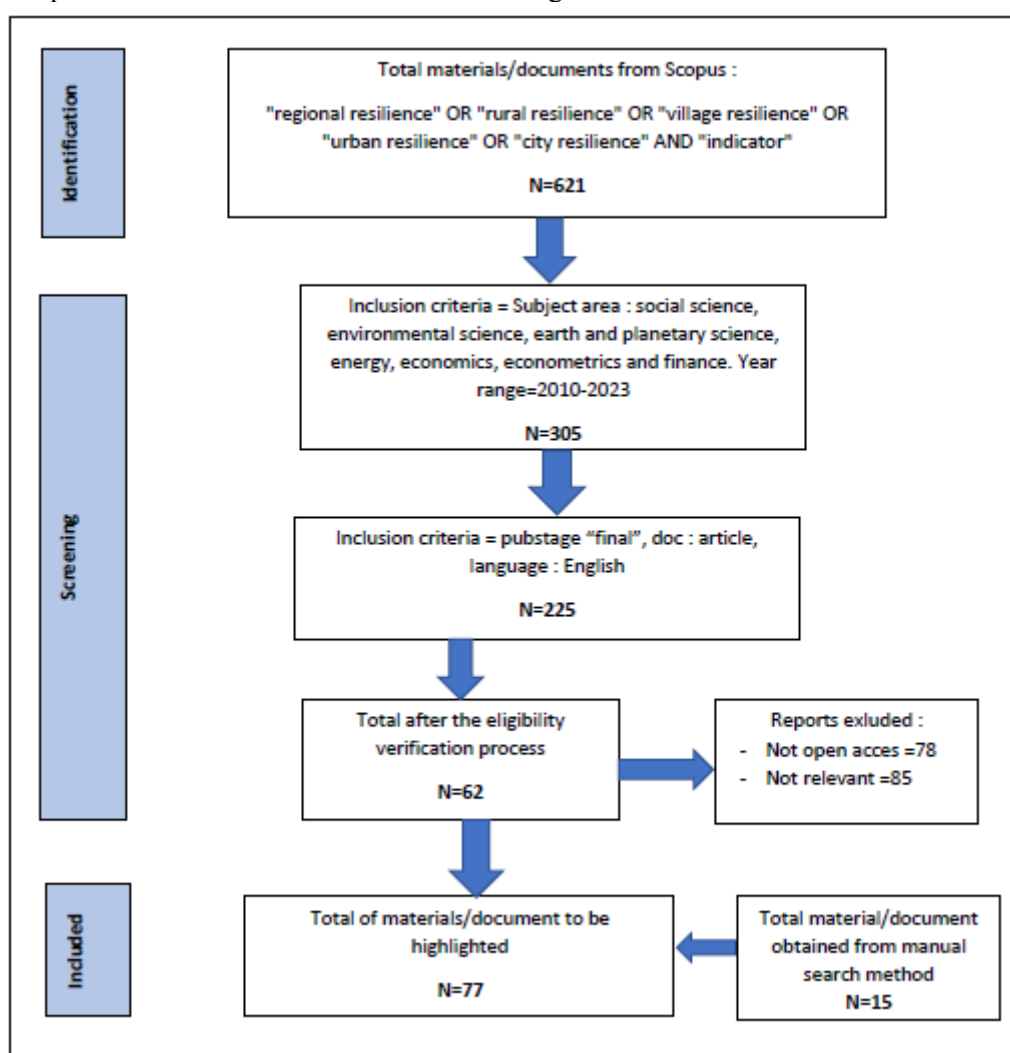 Identification
Total materials/documents from Scopus :
"regional resilience" OR "rural resilience" OR "village resilience" OR
"urban resilience" OR "city resilience" AND "indicator"
N=621
Screening
Inclusion criteria = Subject area : social science,
environmental science, earth and planetary science,
energy, economics, econometrics and finance. Year
range=2010-2023
N=305
Inclusion criteria = pubstage “final”, doc : article,
language : English
N=225
Total after the eligibility
verification process
N=62
Reports exluded :
- Not open acces =78
- Not relevant =85
Included
Total of materials/document to be
highlighted
N=77
Total material/document
obtained from manual
search method
N=15